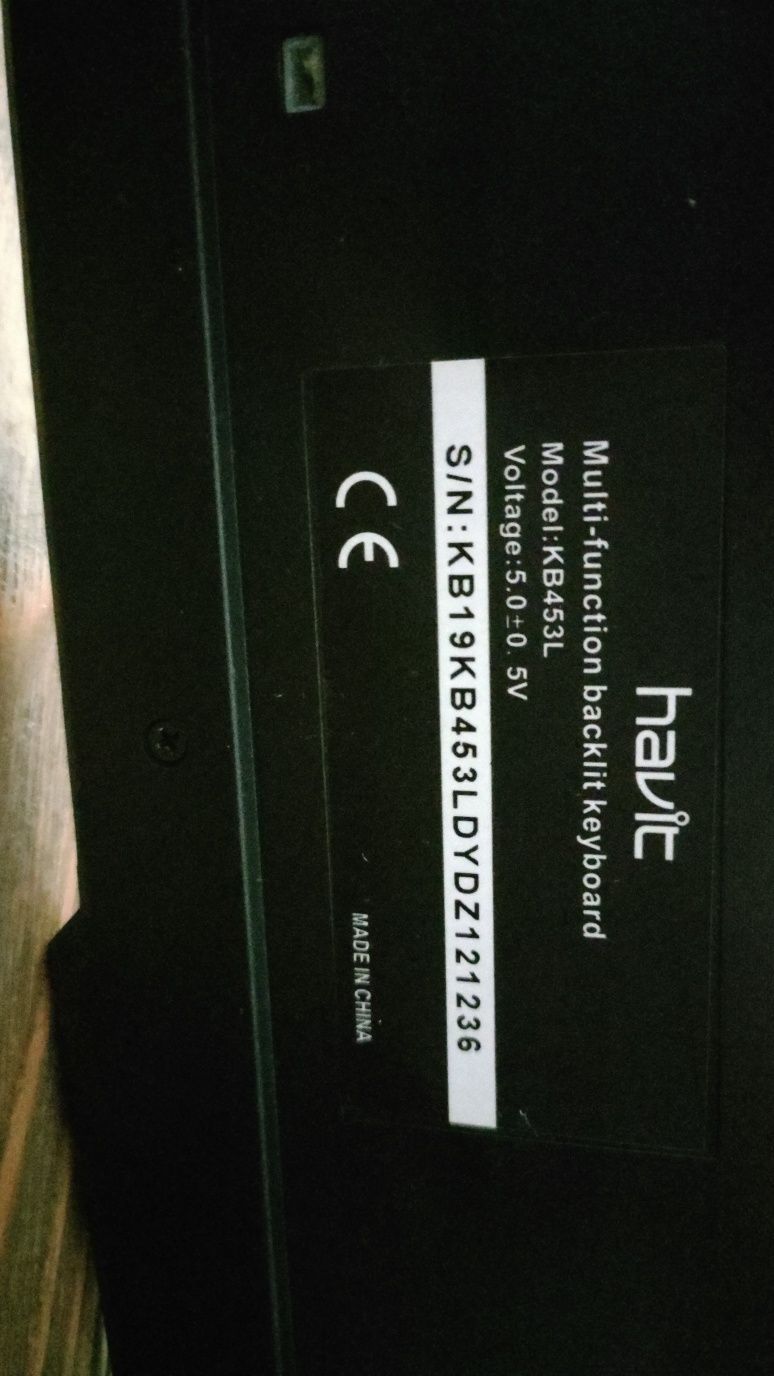 havit
Multi-function backlit keyboard
Model:KB453L
Voltage:5.0±0.5V
S/N:KB19KB453LDYDZ121236
CE
MADE IN CHINA